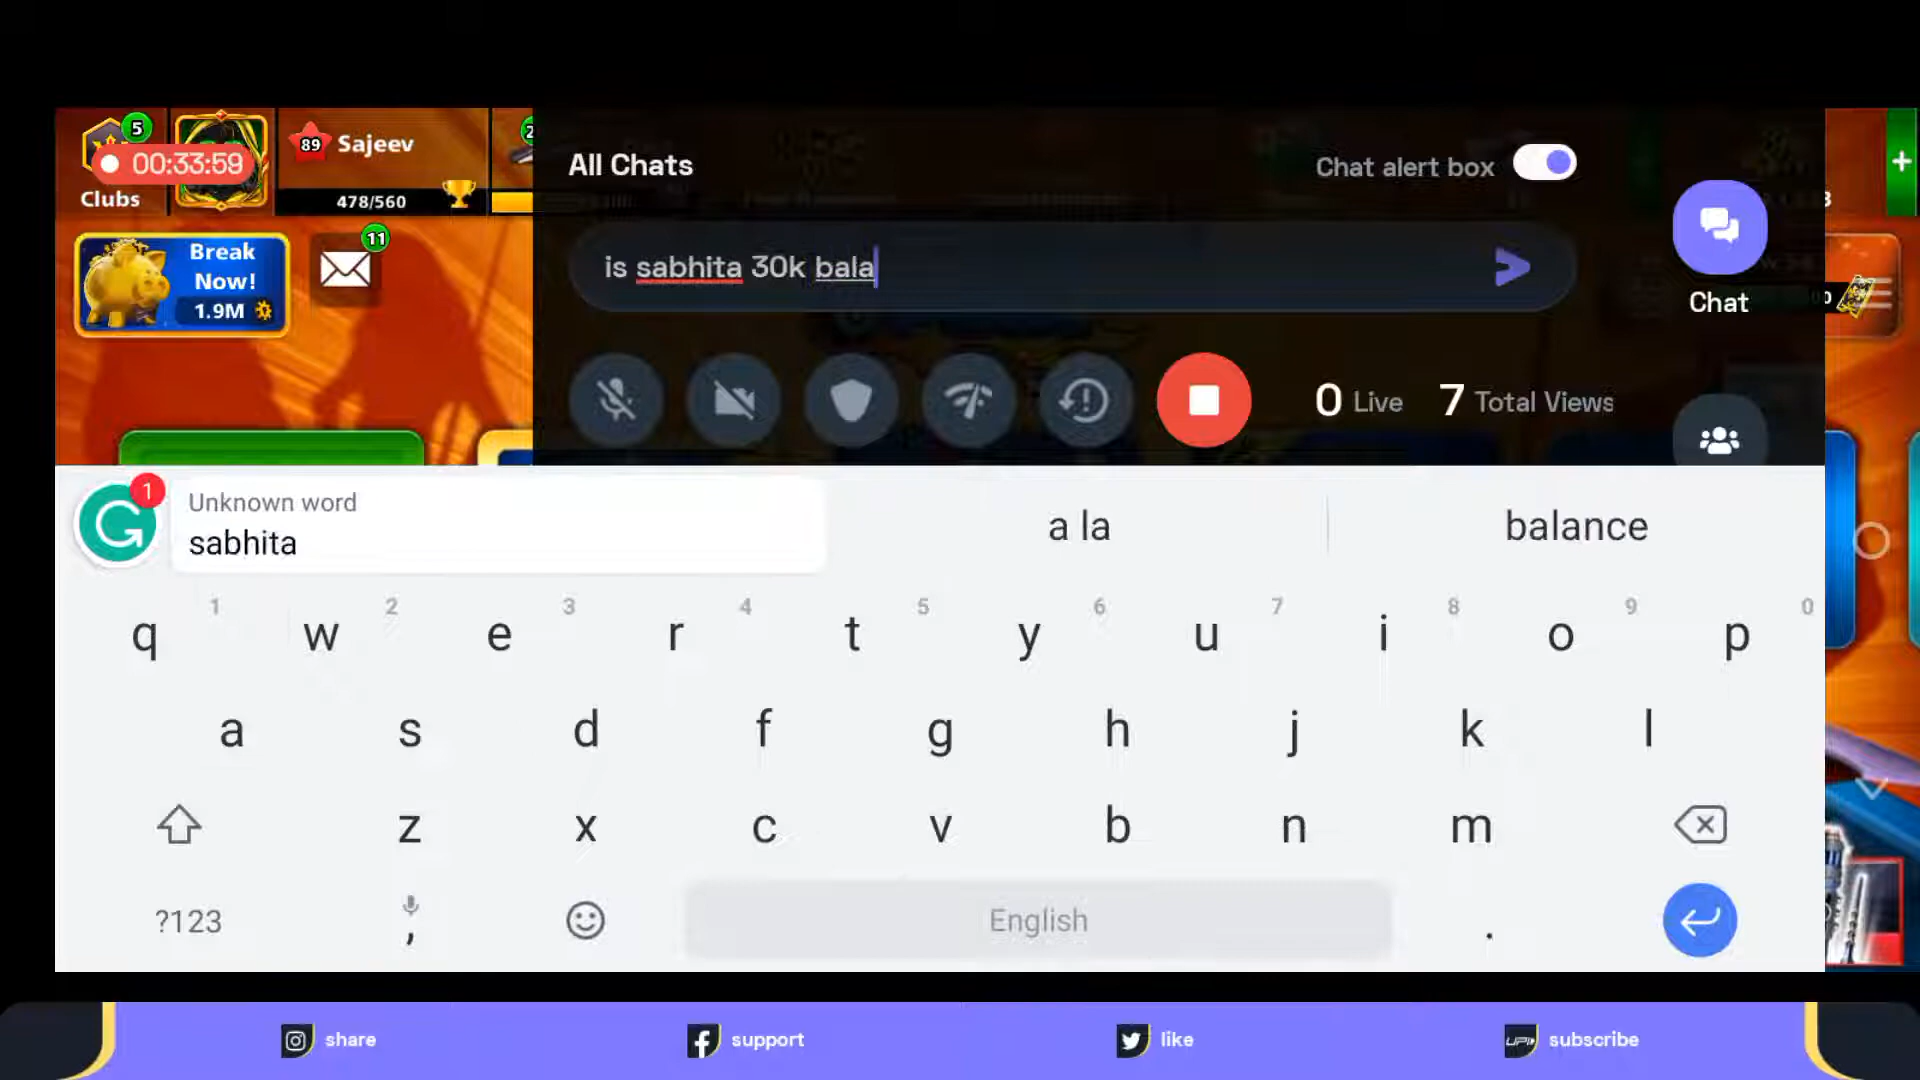 5
00:33:59
Clubs
89
Sajeev
478/560
2
Break
Now!
1.9M
11
All Chats
Chat alert box
is sabhita 30k bala
Chat
0 Live
7 Total Views
1
Unknown word
sabhita
a la
balance
1 2 3 4 5 6 7 8 9 0
q w e r t y u i o p
a s d f g h j k l
z x c v b n m
?123
,
English
.
share
support
like
UPI
subscribe